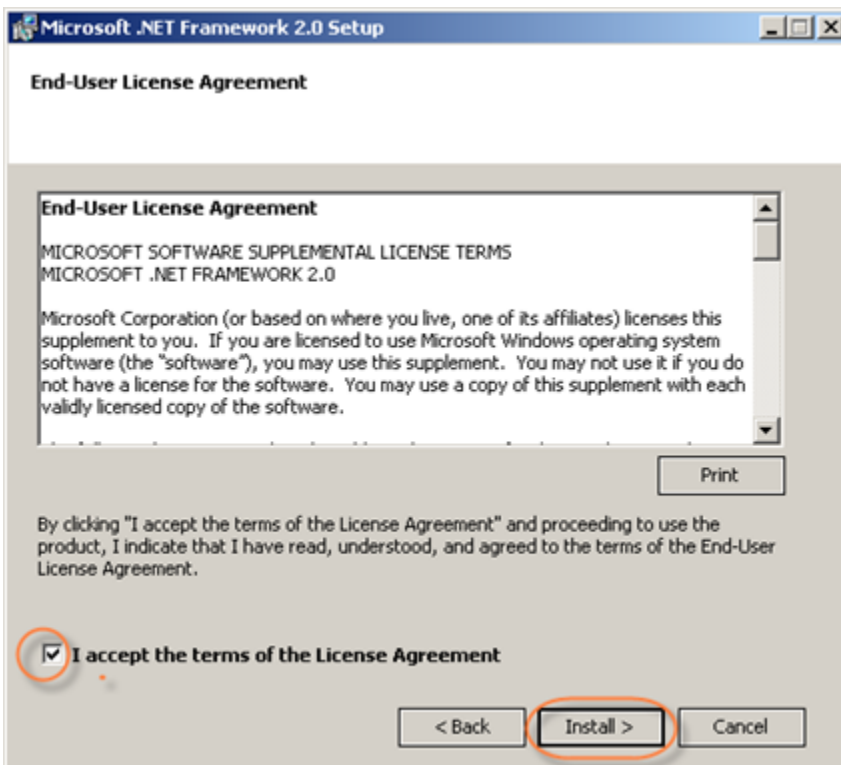 Microsoft .NET Framework 2.0 Setup
End-User License Agreement
End-User License Agreement
MICROSOFT SOFTWARE SUPPLEMENTAL LICENSE TERMS
MICROSOFT .NET FRAMEWORK 2.0
Microsoft Corporation (or based on where you live, one of its affiliates) licenses this
supplement to you.  If you are licensed to use Microsoft Windows operating system
software (the “software”), you may use this supplement.  You may not use it if you do
not have a license for the software.  You may use a copy of this supplement with each
validly licensed copy of the software.
Print
By clicking "I accept the terms of the License Agreement" and proceeding to use the
product, I indicate that I have read, understood, and agreed to the terms of the End-User
License Agreement.
I accept the terms of the License Agreement
< Back
Install >
Cancel